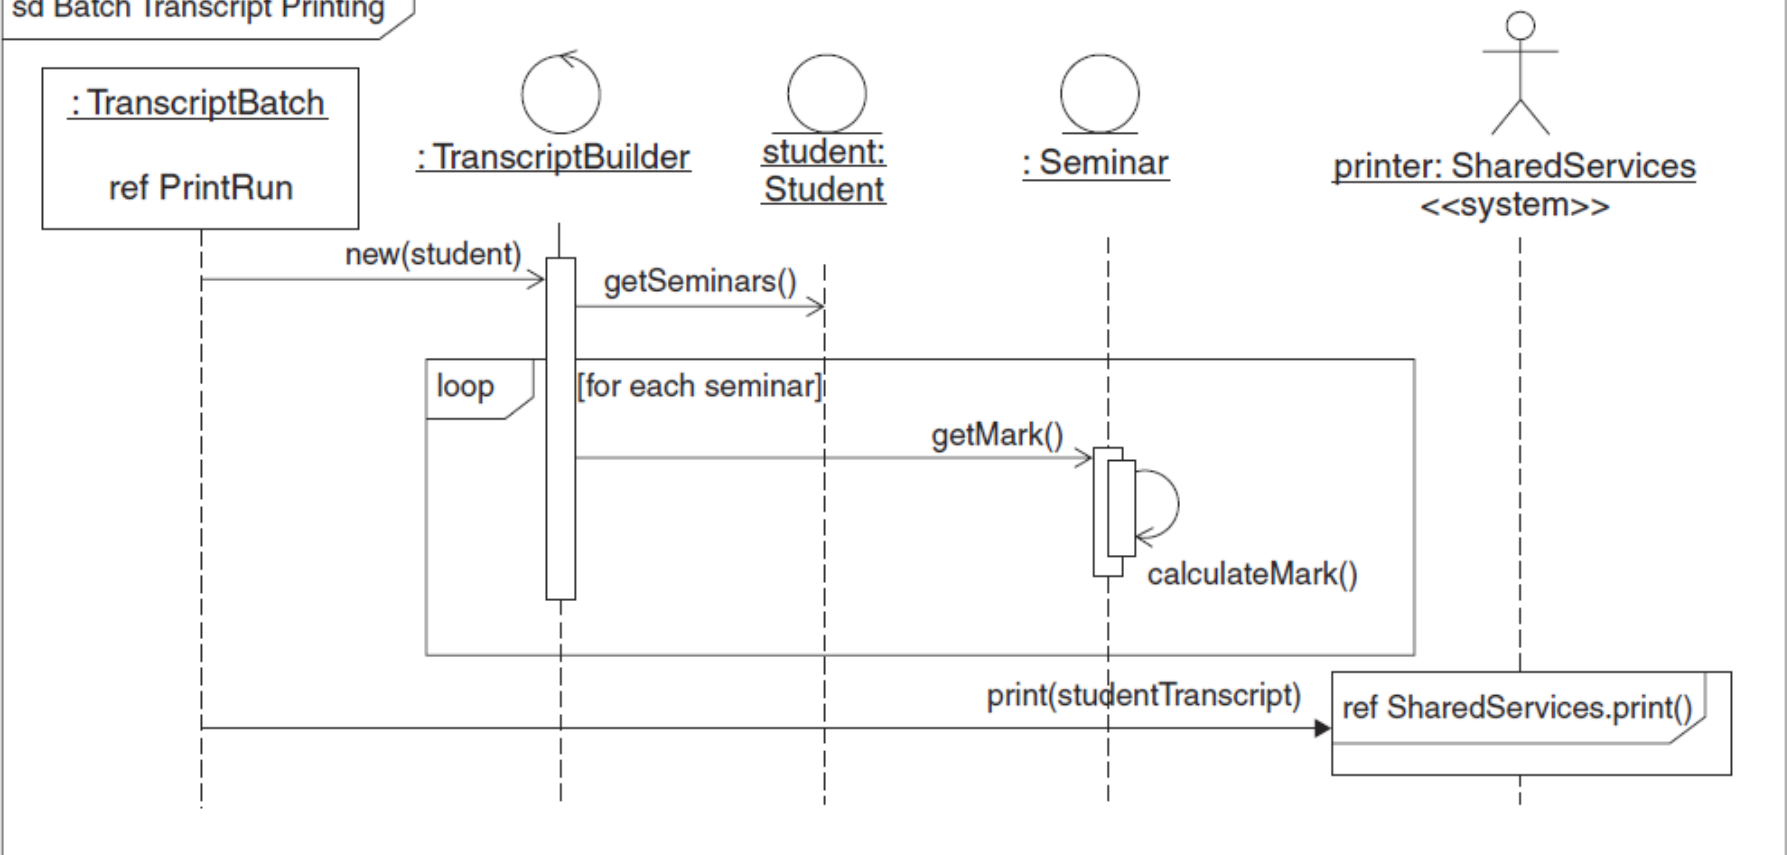 sd Batch Transcript Printing
: TranscriptBatch
ref PrintRun
: TranscriptBuilder
student:
Student
: Seminar
printer: SharedServices
<<system>>
new(student)
getSeminars()
loop
[for each seminar]
getMark()
calculateMark()
print(studentTranscript)
ref SharedServices.print()